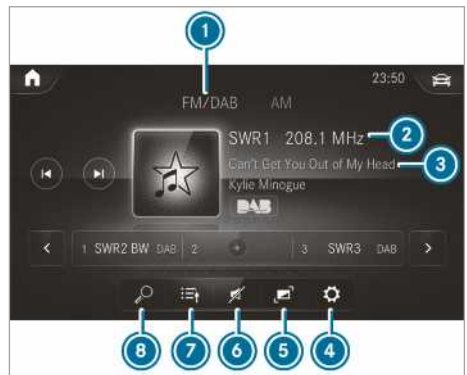 1
23:50
FM/DAB AM
SWR1 208.1 MHz
2
Can't Get You Out of My Head
3
Kylie Minogue
DAB
1 SWR2 BW DAB 2 3 SWR3 DAB
8 7 6 5 4